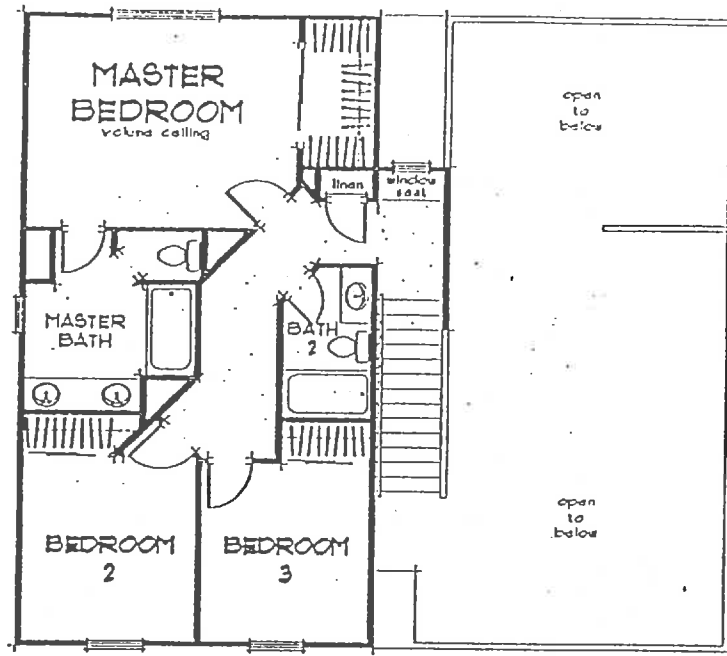 MASTER
BEDROOM
volume ceiling
open
to
below
linen
window
seat
MASTER
BATH
BATH
2
BEDROOM
2
BEDROOM
3
open
to
below